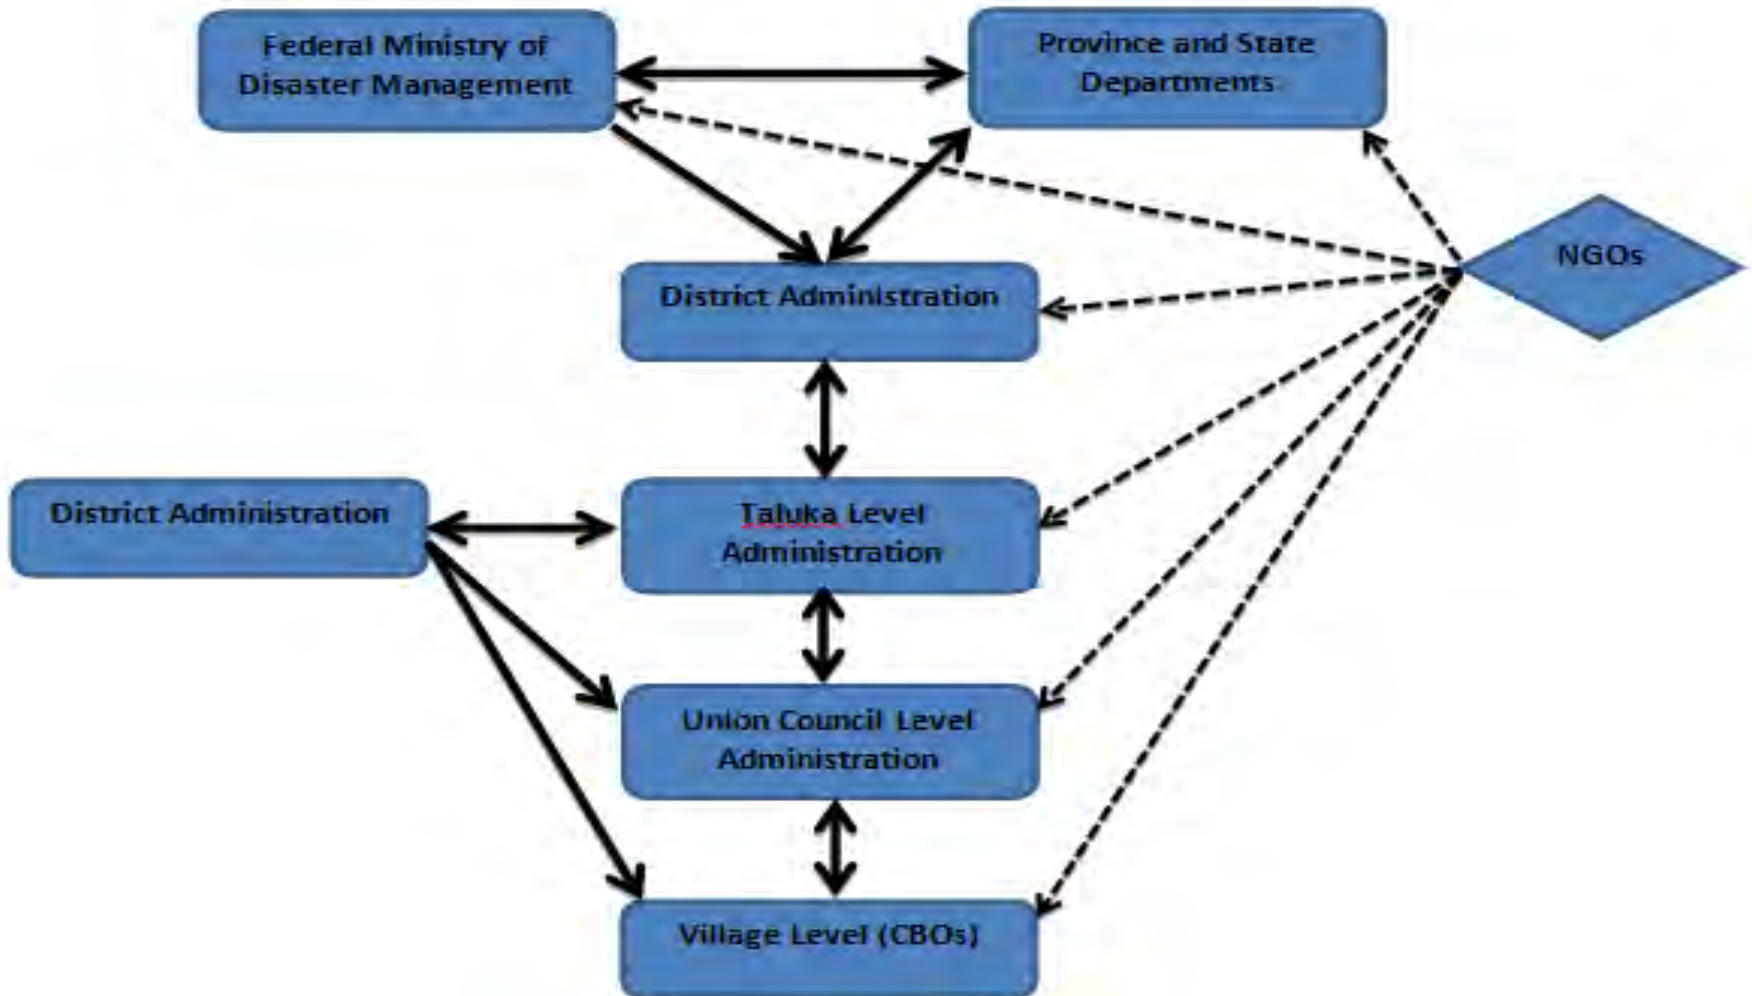 Federal Ministry of
Disaster Management
Province and State
Departments
NGOs
District Administration
District Administration
Taluka Level
Administration
Union Council Level
Administration
Village Level (CBOs)